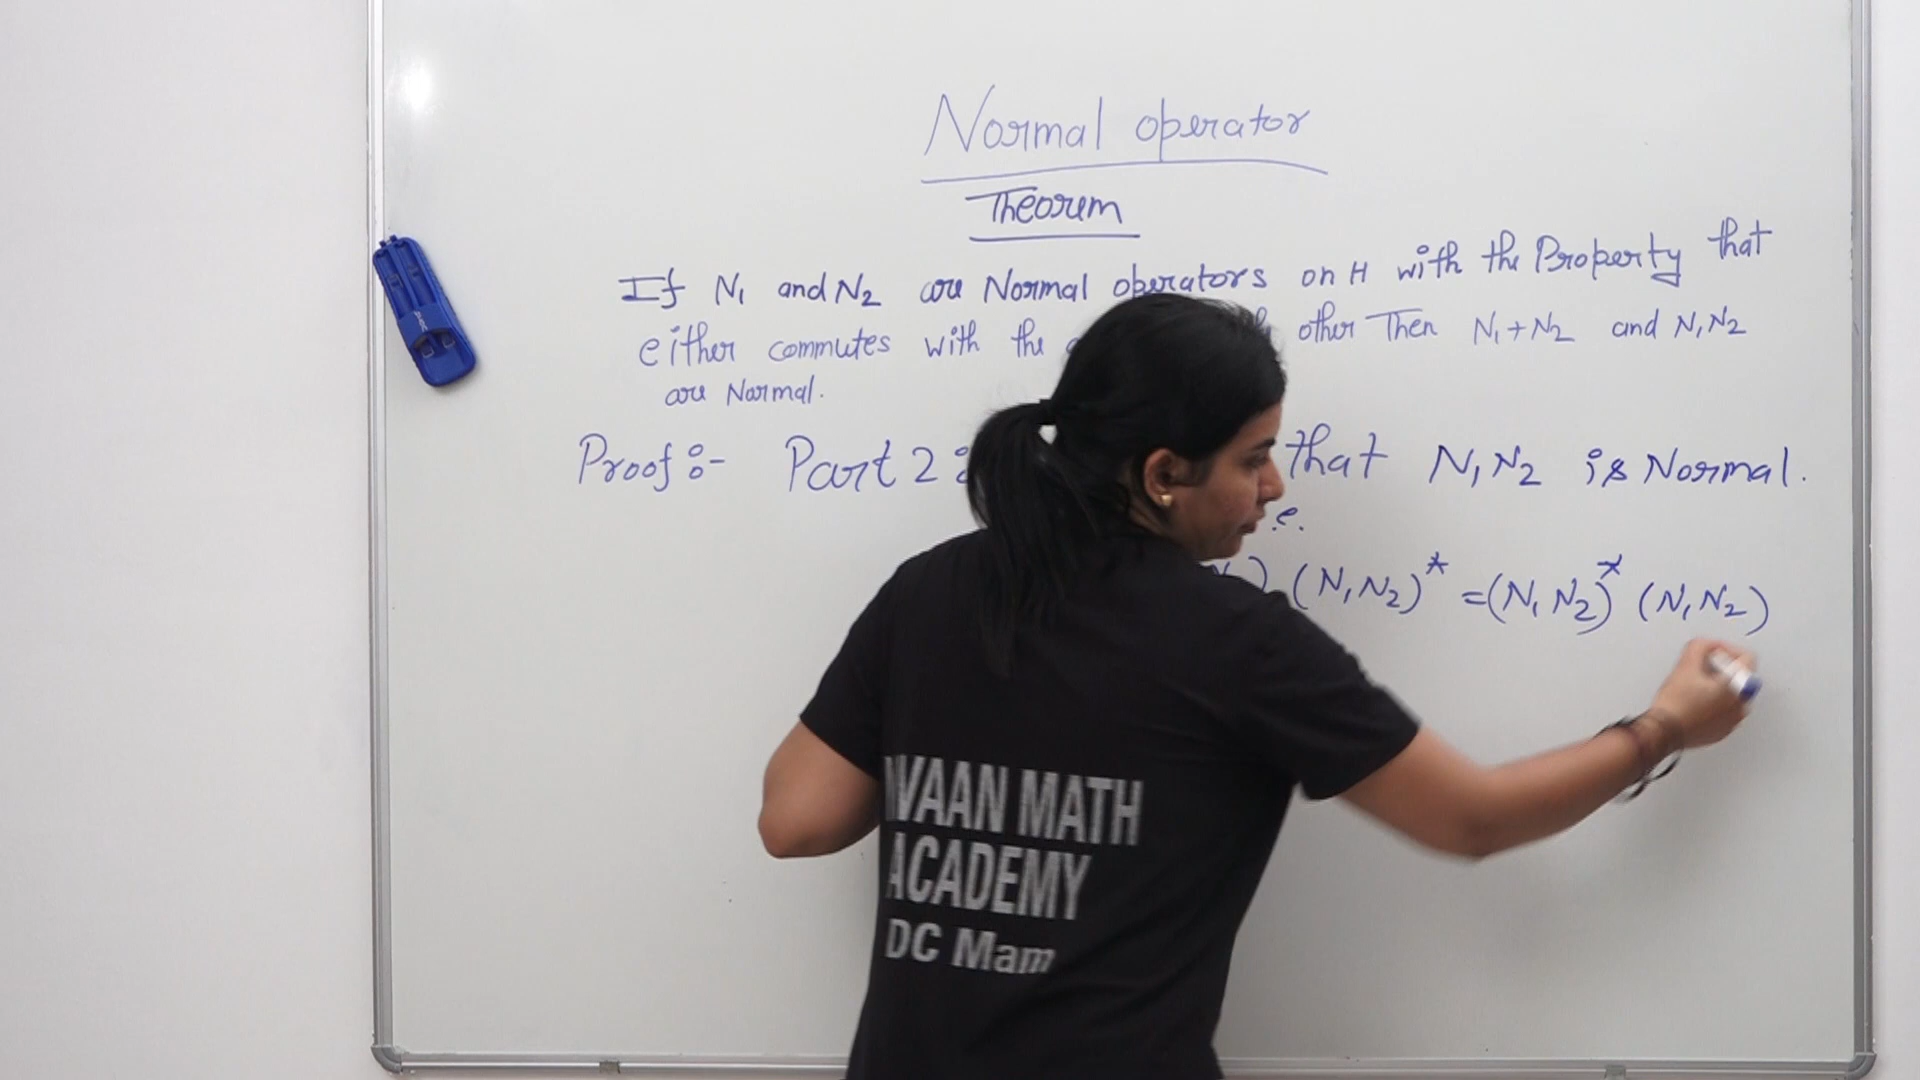 Normal operator
Theorem
If N₁ and N₂ are Normal operators on H with the Property that
either commutes with the other Then N₁+N₂ and N₁N₂
are Normal.
Proof :- Part 2 : that N₁N₂ is Normal.
e.
) (N₁N₂)* = (N₁N₂)* (N₁N₂)
VAAN MATH
ACADEMY
DC Mam